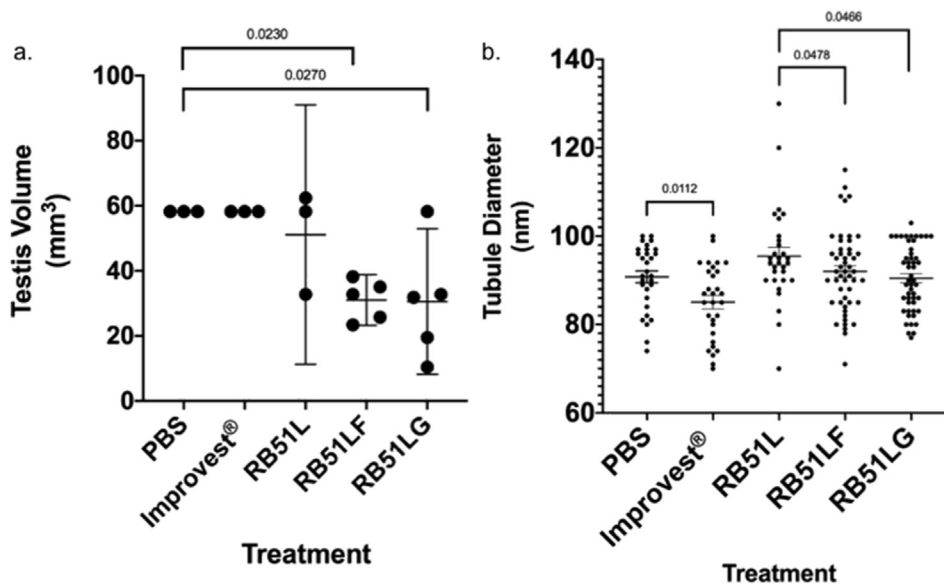 a.
0.0230
0.0270
Testis Volume
(mm³)
100
80
60
40
20
0
PBS
Improvest®
RB51L
RB51LF
RB51LG
Treatment
b.
0.0466
0.0478
0.0112
Tubule Diameter
(nm)
140
120
100
80
60
PBS
Improvest®
RB51L
RB51LF
RB51LG
Treatment